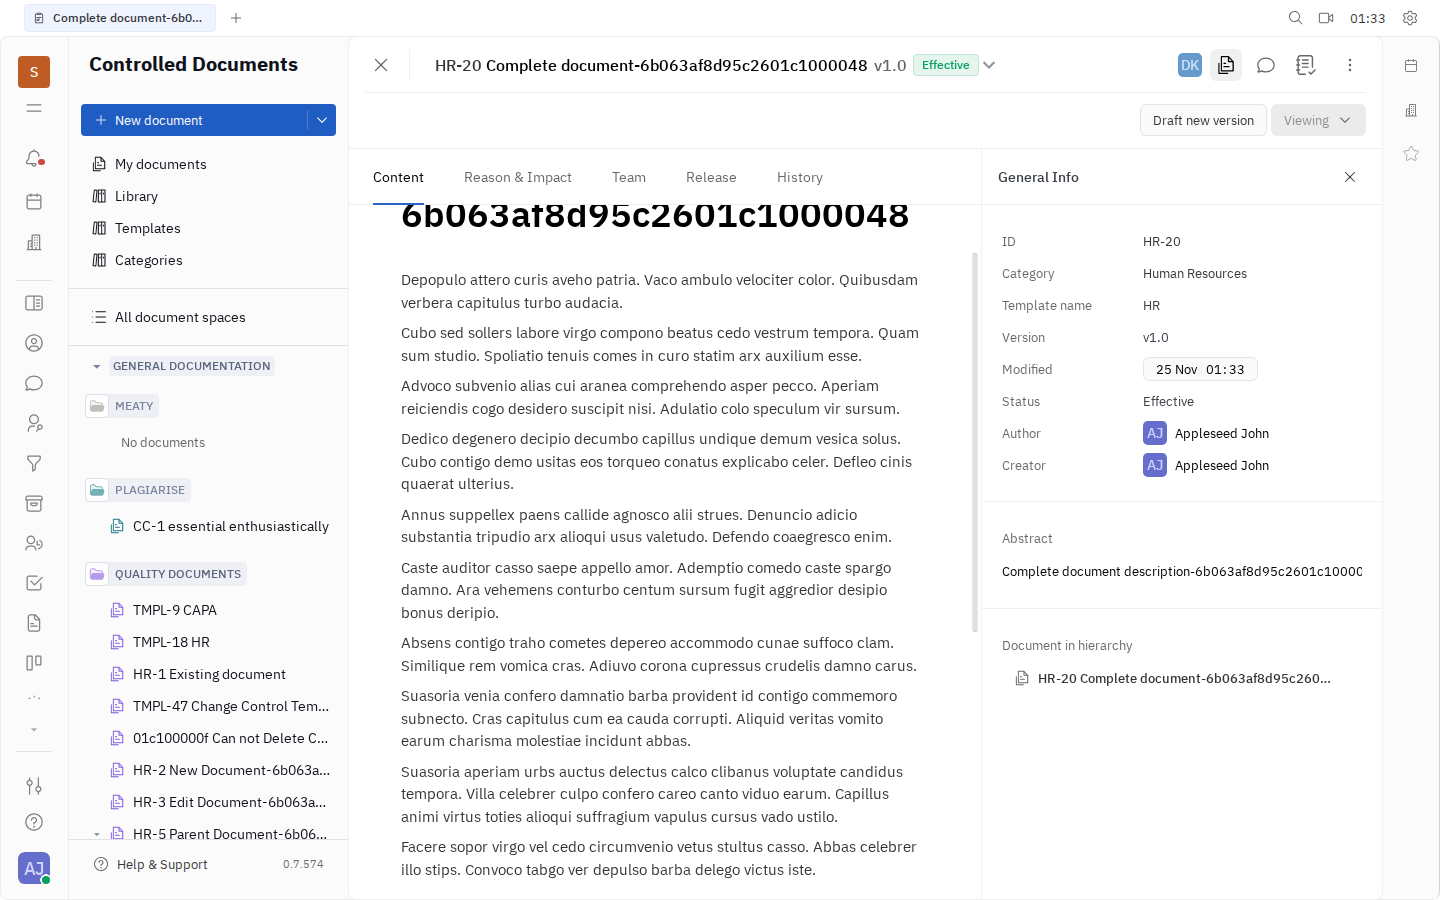 Complete document-6b0...
01:33
S
Controlled Documents
New document
My documents
Library
Templates
Categories
All document spaces
GENERAL DOCUMENTATION
MEATY
No documents
PLAGIARISE
CC-1 essential enthusiastically
QUALITY DOCUMENTS
TMPL-9 CAPA
TMPL-18 HR
HR-1 Existing document
TMPL-47 Change Control Tem...
01c100000f Can not Delete C...
HR-2 New Document-6b063a...
HR-3 Edit Document-6b063a...
HR-5 Parent Document-6b06...
Help & Support 0.7.574
AJ
HR-20 Complete document-6b063af8d95c2601c1000048 v1.0 Effective
DK
Draft new version
Viewing
Content Reason & Impact Team Release History
6b063af8d95c2601c1000048
Depopulo attero curis aveho patria. Vaco ambulo velociter color. Quibusdam
verbera capitulus turbo audacia.
Cubo sed sollers labore virgo compono beatus cedo vestrum tempora. Quam
sum studio. Spoliatio tenuis comes in curo statim arx auxilium esse.
Advoco subvenio alias cui aranea comprehendo asper pecco. Aperiam
reiciendis cogo desidero suscipit nisi. Adulatio colo speculum vir sursum.
Dedico degenero decipio decumbo capillus undique demum vesica solus.
Cubo contigo demo usitas eos torqueo conatus explicabo celer. Defleo cinis
quaerat ulterius.
Annus suppellex paens callide agnosco alii strues. Denuncio adicio
substantia tripudio arx alioqui usus valetudo. Defendo coaegresco enim.
Caste auditor casso saepe appello amor. Ademptio comedo caste spargo
damno. Ara vehemens conturbo centum sursum fugit aggredior desipio
bonus deripio.
Absens contigo traho cometes depereo accommodo cunae suffoco clam.
Similique rem vomica cras. Adiuvo corona cupressus crudelis damno carus.
Suasoria venia confero damnatio barba provident id contigo commemoro
subnecto. Cras capitulus cum ea cauda corrupti. Aliquid veritas vomito
earum charisma molestiae incidunt abbas.
Suasoria aperiam urbs auctus delectus calco clibanus voluptate candidus
tempora. Villa celebrer culpo confero careo canto viduo earum. Capillus
animi virtus toties alioqui suffragium vapulus cursus vado ustilo.
Facere sopor virgo vel cedo circumvenio vetus stultus casso. Abbas celebrer
illo stips. Convoco tabgo ver depulso barba delego victus iste.
General Info
ID HR-20
Category Human Resources
Template name HR
Version v1.0
Modified 25 Nov 01:33
Status Effective
Author AJ Appleseed John
Creator AJ Appleseed John
Abstract
Complete document description-6b063af8d95c2601c10000
Document in hierarchy
HR-20 Complete document-6b063af8d95c260...